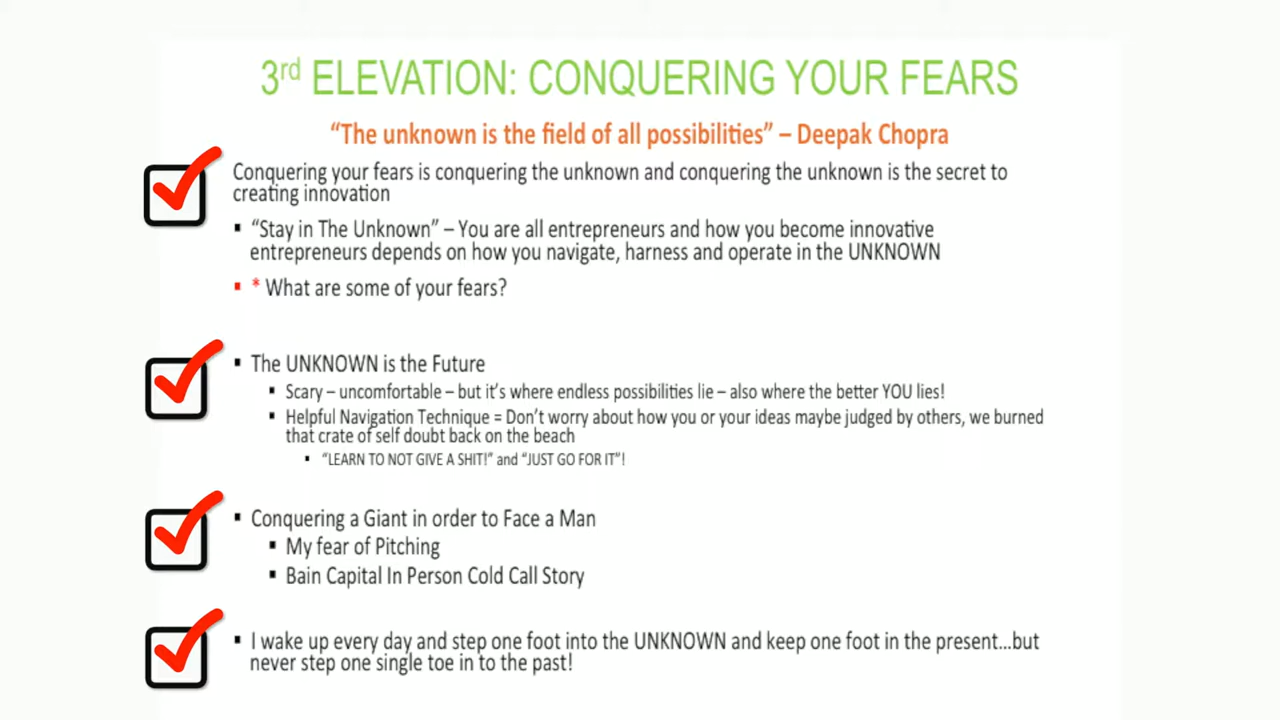 3rd ELEVATION: CONQUERING YOUR FEARS
“The unknown is the field of all possibilities” – Deepak Chopra
Conquering your fears is conquering the unknown and conquering the unknown is the secret to
creating innovation
▪ “Stay in The Unknown” – You are all entrepreneurs and how you become innovative
entrepreneurs depends on how you navigate, harness and operate in the UNKNOWN
▪ * What are some of your fears?
▪ The UNKNOWN is the Future
▪ Scary – uncomfortable – but it’s where endless possibilities lie – also where the better YOU lies!
▪ Helpful Navigation Technique = Don’t worry about how you or your ideas maybe judged by others, we burned
that crate of self doubt back on the beach
▪ “LEARN TO NOT GIVE A SHIT!” and “JUST GO FOR IT”!
▪ Conquering a Giant in order to Face a Man
▪ My fear of Pitching
▪ Bain Capital In Person Cold Call Story
▪ I wake up every day and step one foot into the UNKNOWN and keep one foot in the present...but
never step one single toe in to the past!